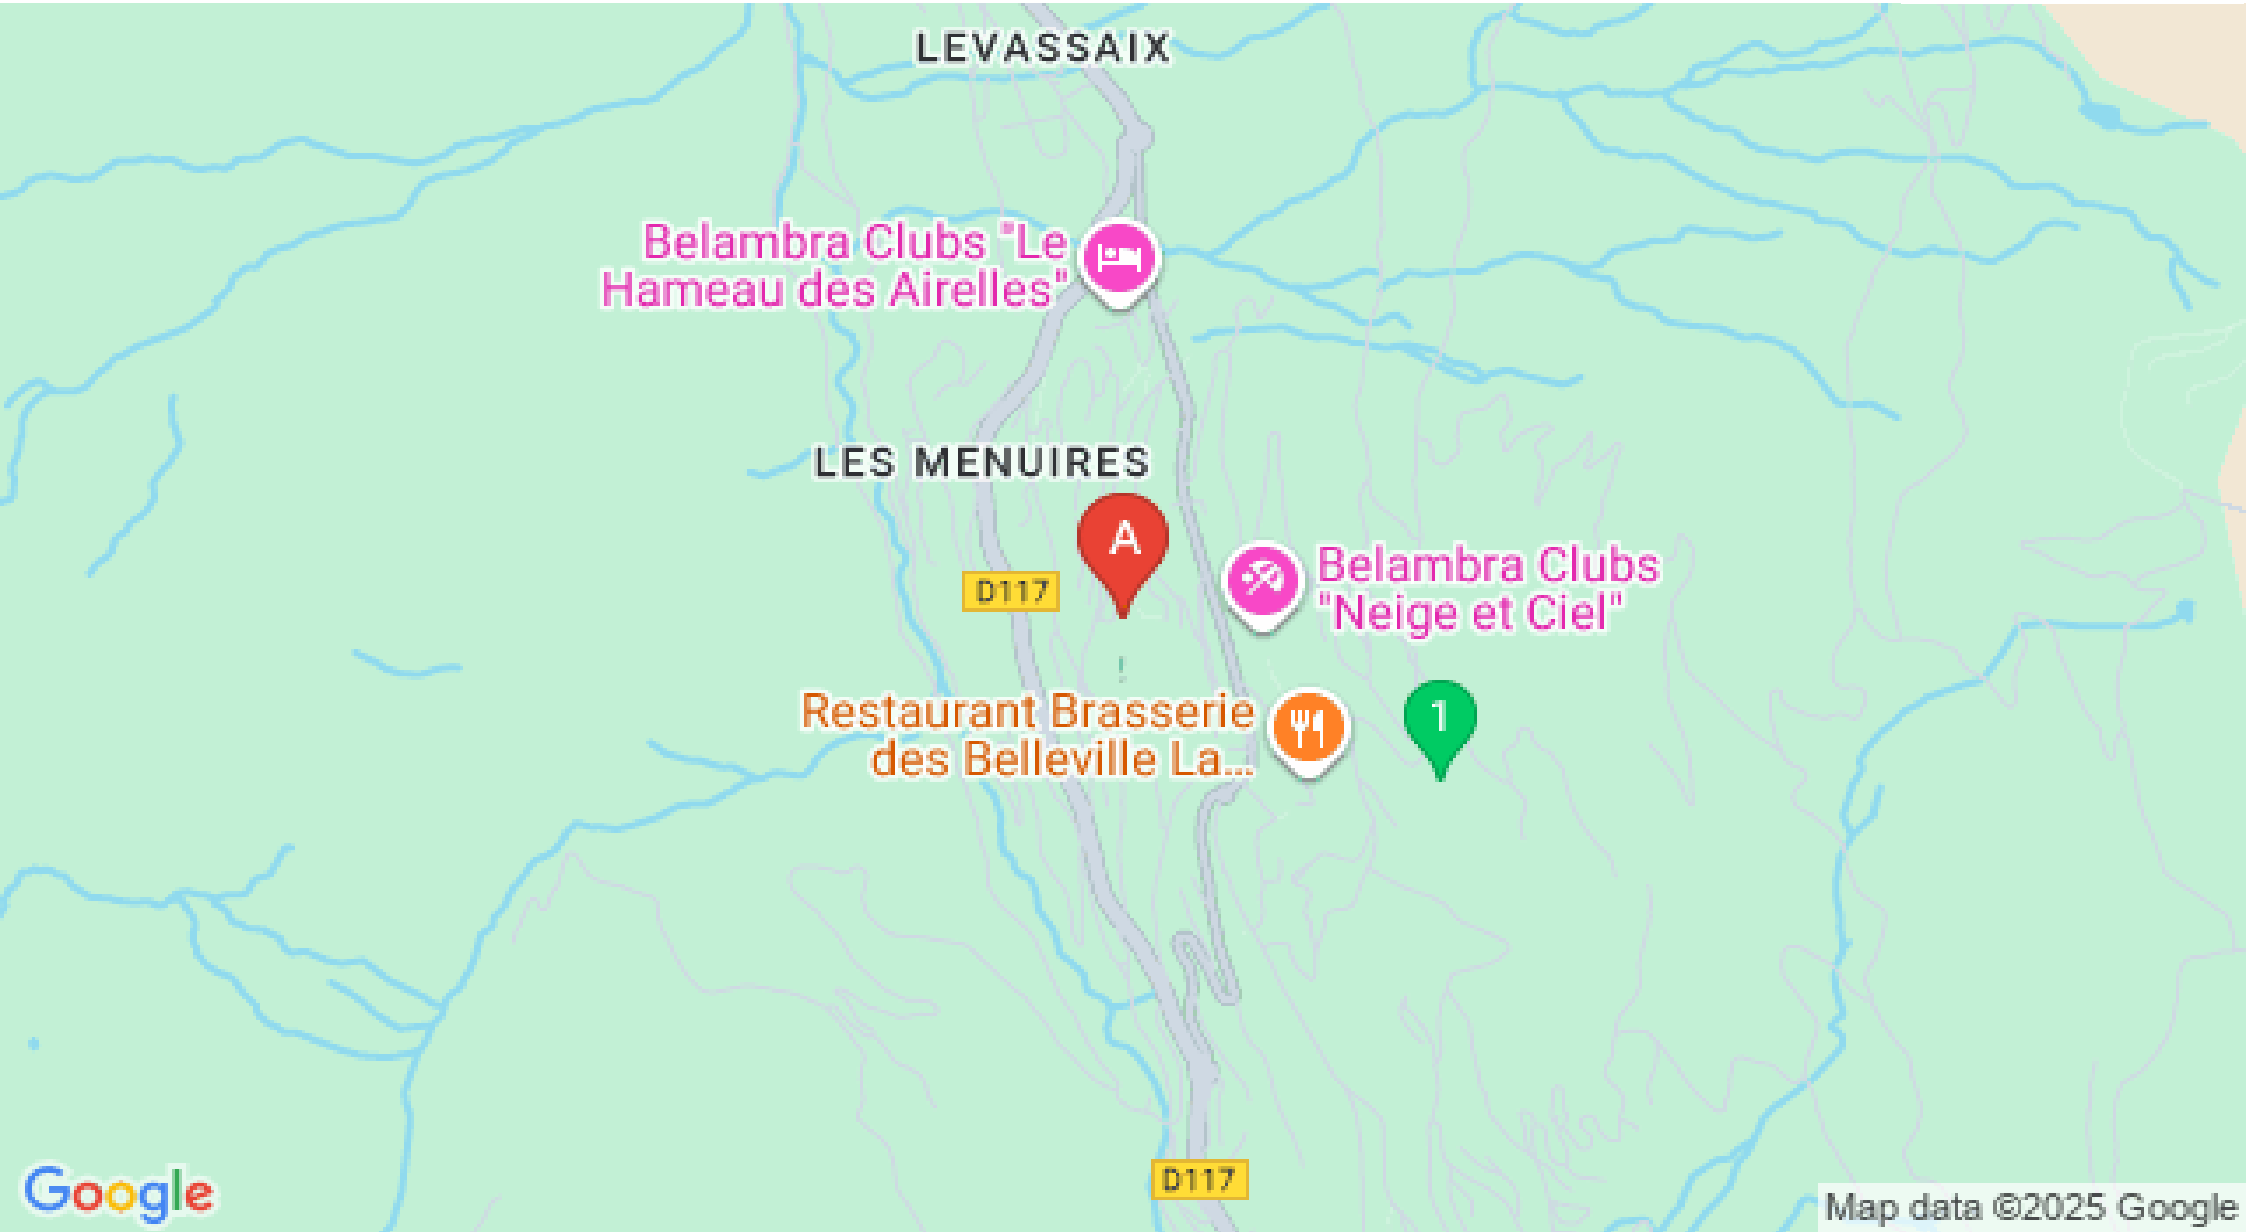 LEVASSAIX
Belambra Clubs "Le
Hameau des Airelles"
LES MENUIRES
A
D117
Belambra Clubs
"Neige et Ciel"
Restaurant Brasserie
des Belleville La...
1
D117
Google
Map data ©2025 Google